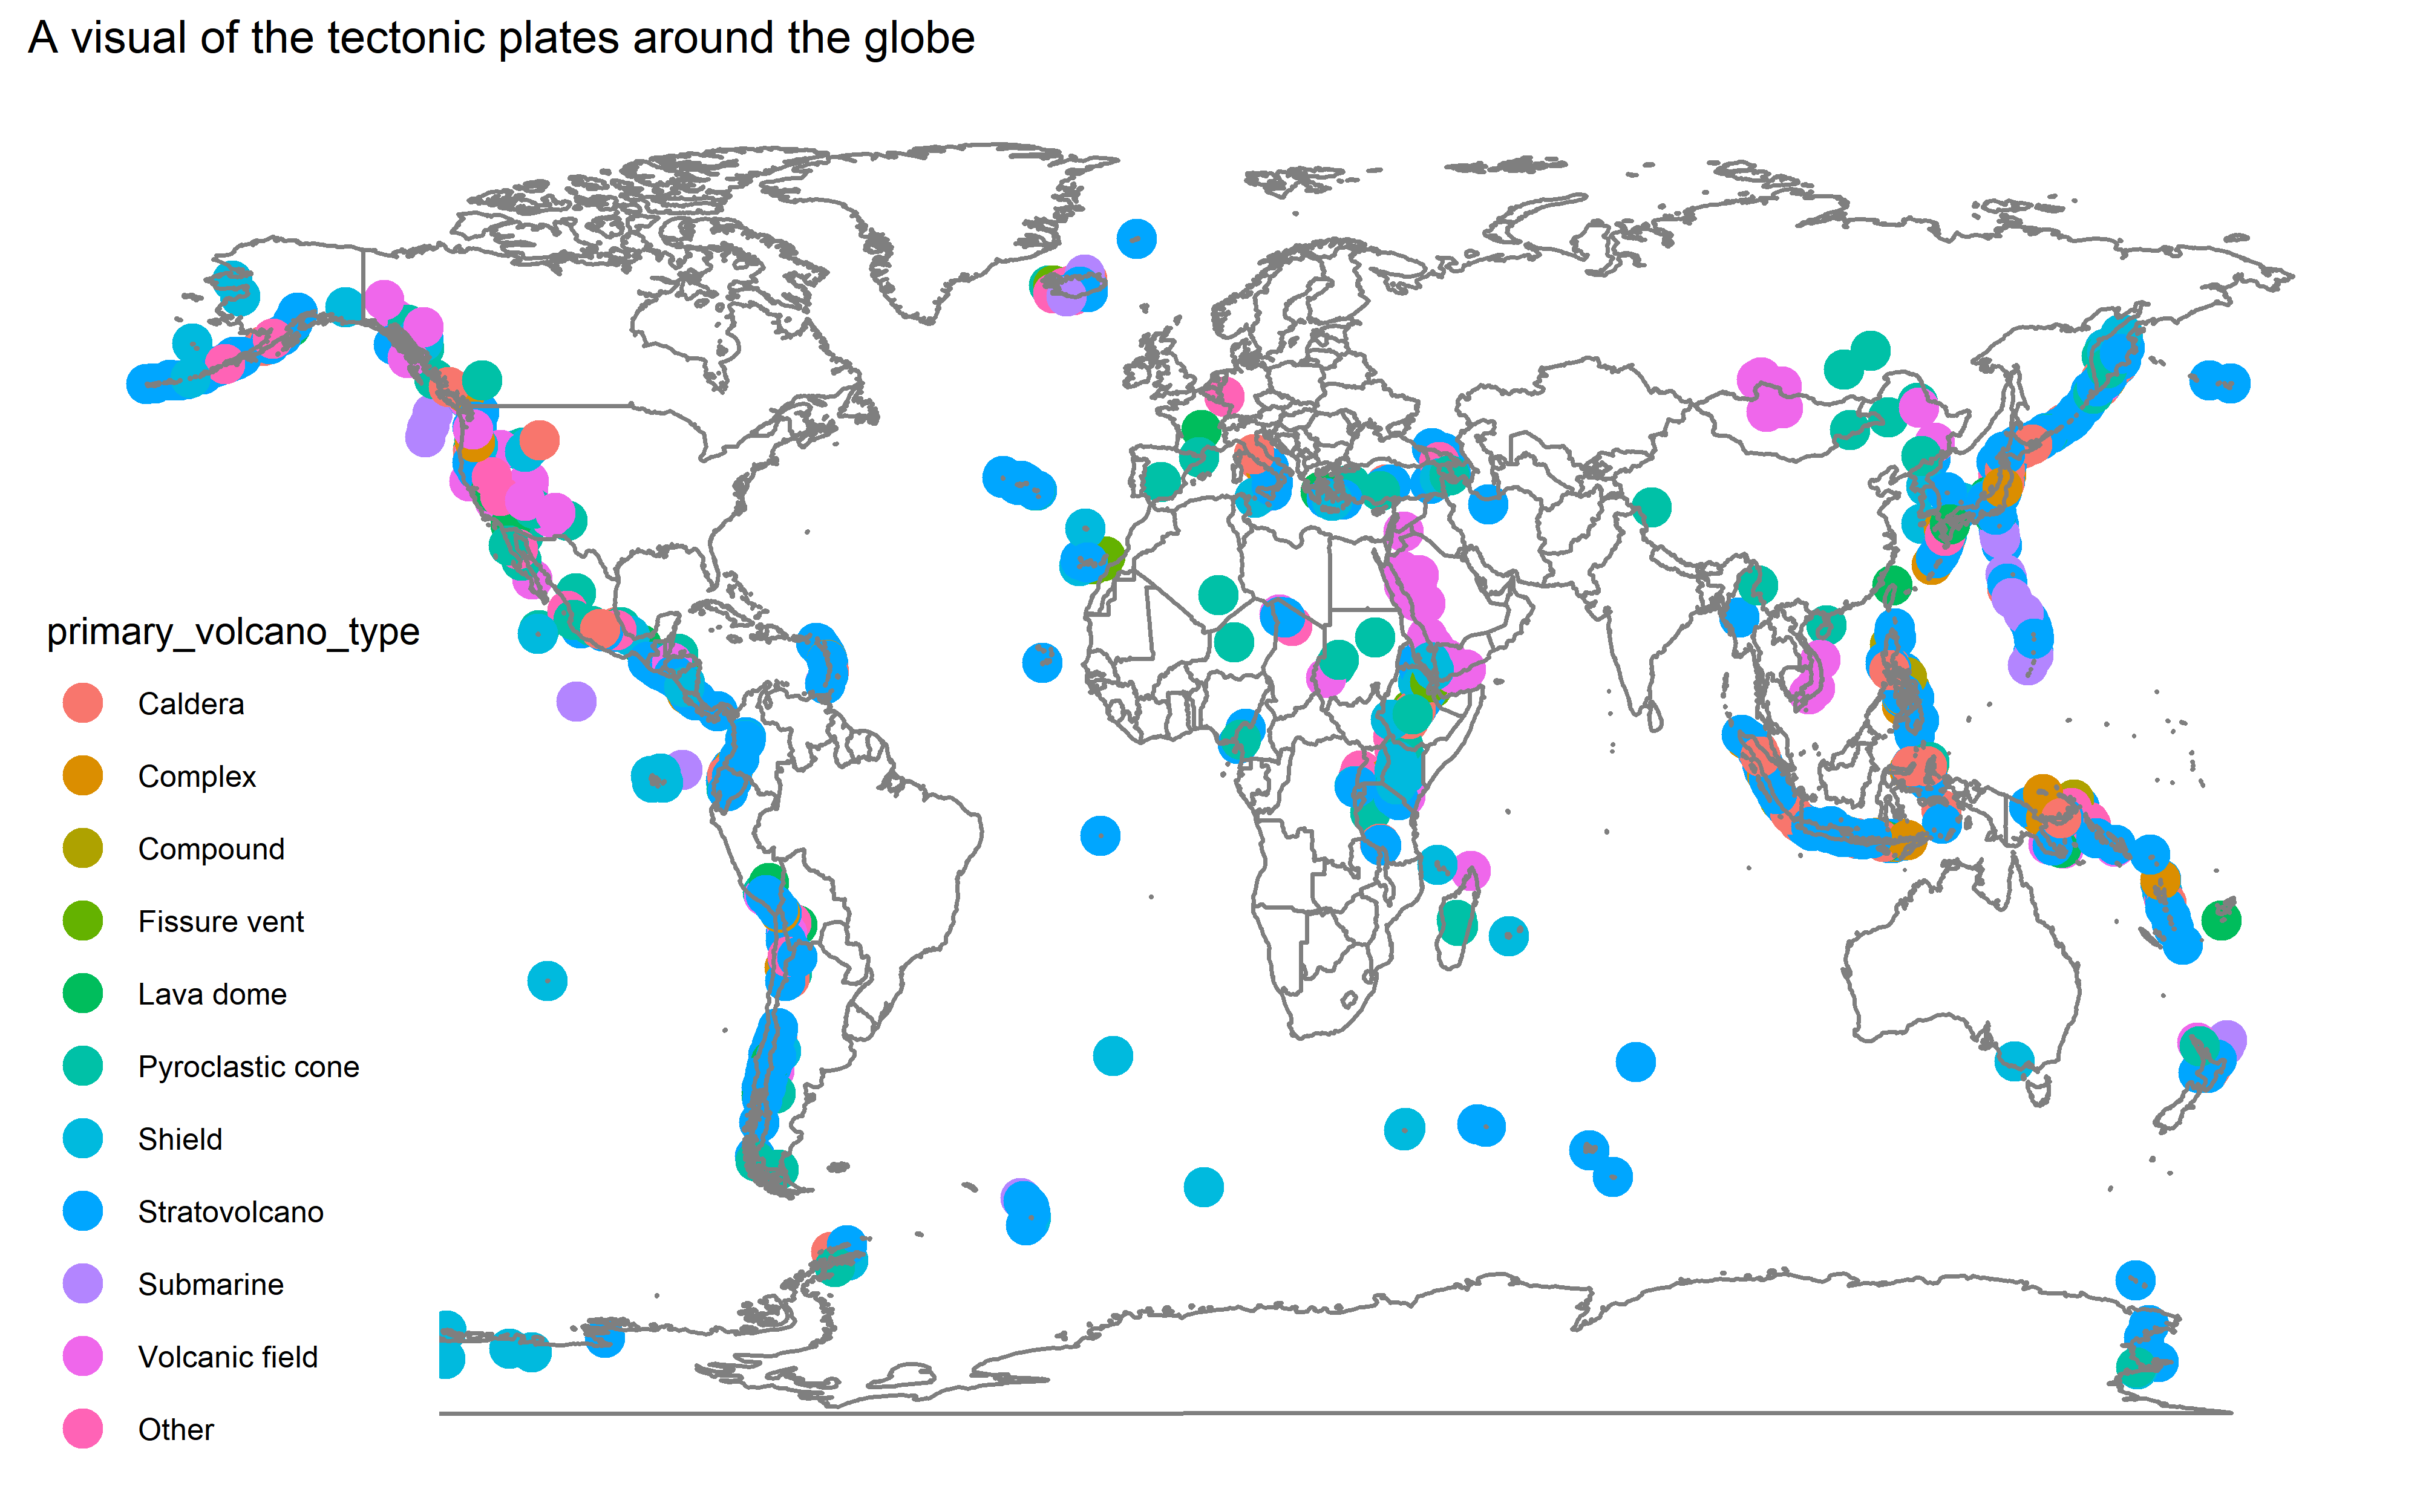 A visual of the tectonic plates around the globe
primary_volcano_type
Caldera
Complex
Compound
Fissure vent
Lava dome
Pyroclastic cone
Shield
Stratovolcano
Submarine
Volcanic field
Other